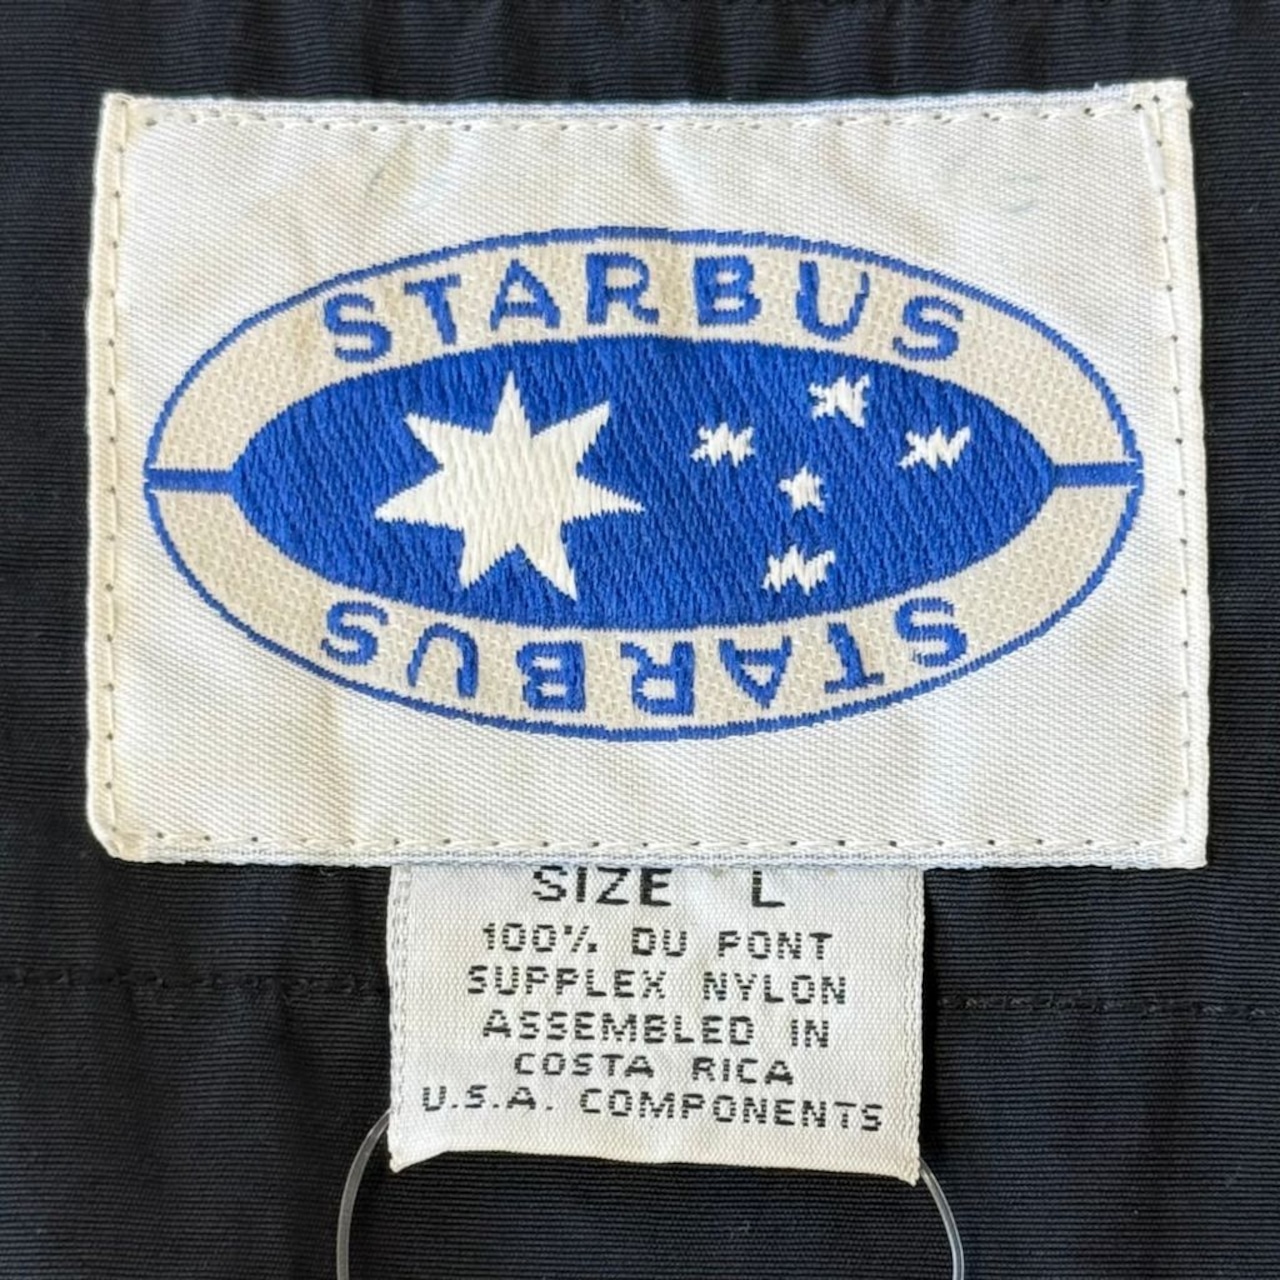 STARBUS
STARBUS
SIZE L
100% DU PONT
SUPPLEX NYLON
ASSEMBLED IN
COSTA RICA
U.S.A. COMPONENTS